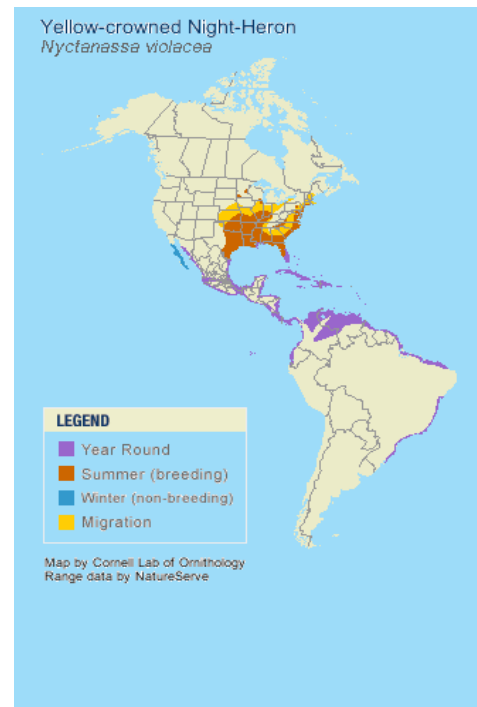 Yellow-crowned Night-Heron
Nyctanassa violacea
LEGEND
Year Round
Summer (breeding)
Winter (non-breeding)
Migration
Map by Cornell Lab of Ornithology
Range data by NatureServe